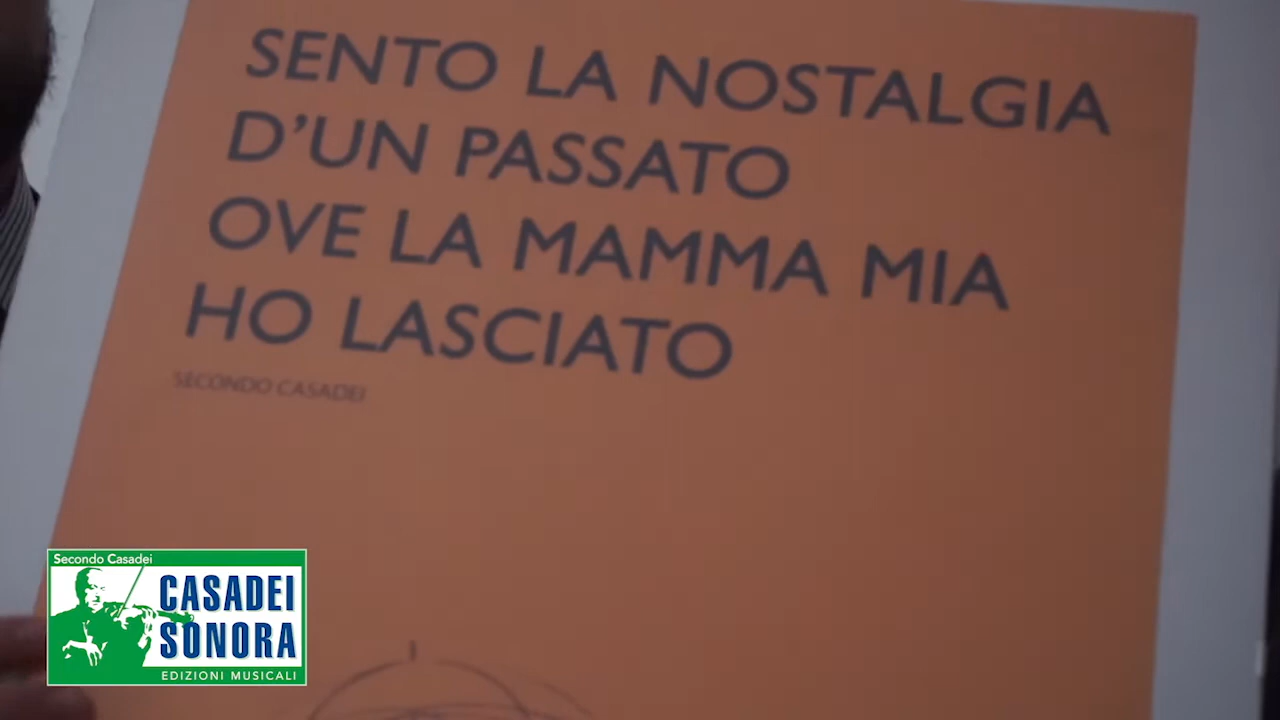 SENTO LA NOSTALGIA
D'UN PASSATO
OVE LA MAMMA MIA
HO LASCIATO
SECONDO CASADEI
Secondo Casadei
CASADEI
SONORA
EDIZIONI MUSICALI